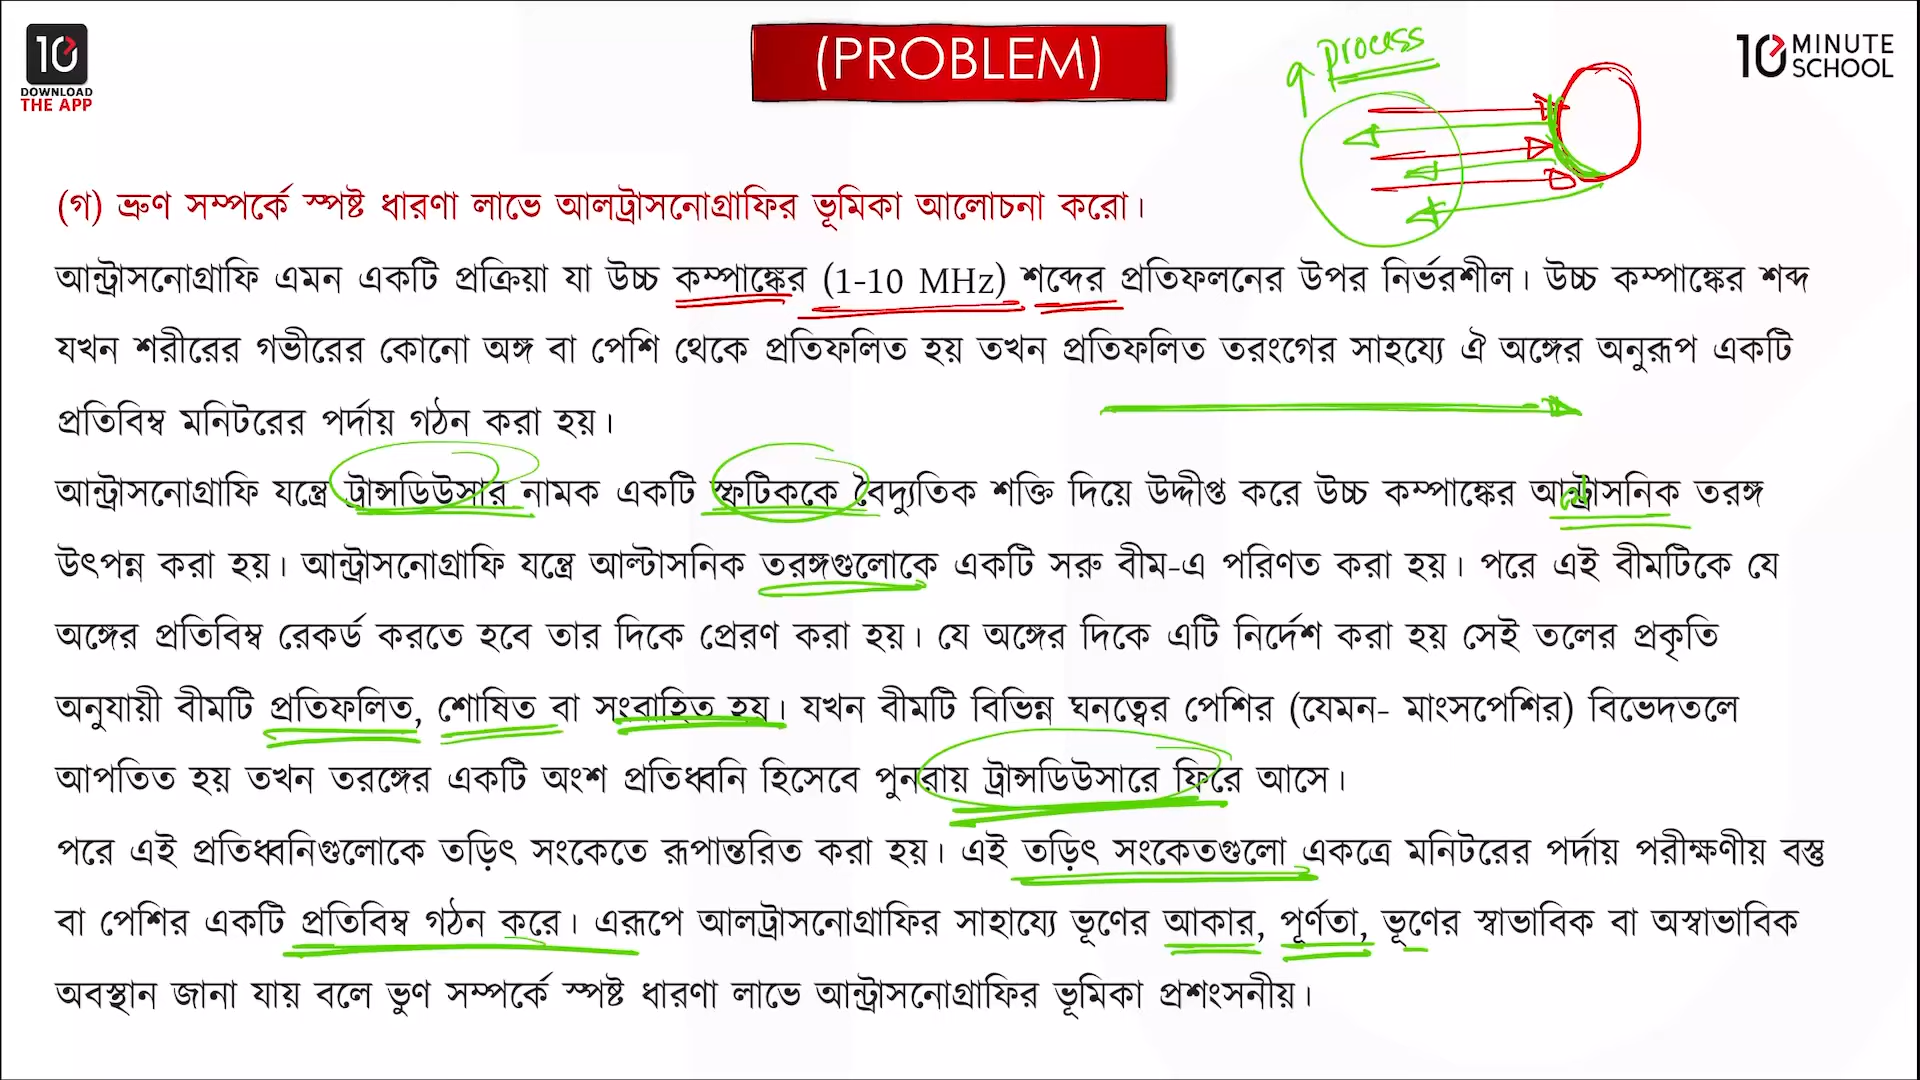 10
DOWNLOAD
THE APP
(PROBLEM)
process
10 MINUTE
SCHOOL
(গ) ভ্রুণ সম্পর্কে স্পষ্ট ধারণা লাভে আলট্রাসনোগ্রাফির ভূমিকা আলোচনা করো।
আন্ট্রাসনোগ্রাফি এমন একটি প্রক্রিয়া যা উচ্চ কম্পাঙ্কের (1-10 MHz) শব্দের প্রতিফলনের উপর নির্ভরশীল। উচ্চ কম্পাঙ্কের শব্দ
যখন শরীরের গভীরের কোনো অঙ্গ বা পেশি থেকে প্রতিফলিত হয় তখন প্রতিফলিত তরংগের সাহয্যে ঐ অঙ্গের অনুরূপ একটি
প্রতিবিম্ব মনিটরের পর্দায় গঠন করা হয়।
আন্ট্রাসনোগ্রাফি যন্ত্রে ট্রান্সডিউসার নামক একটি স্ফটিককে বৈদ্যুতিক শক্তি দিয়ে উদ্দীপ্ত করে উচ্চ কম্পাঙ্কের আন্ট্রাসনিক তরঙ্গ
উৎপন্ন করা হয়। আন্ট্রাসনোগ্রাফি যন্ত্রে আল্টাসনিক তরঙ্গগুলোকে একটি সরু বীম-এ পরিণত করা হয়। পরে এই বীমটিকে যে
অঙ্গের প্রতিবিম্ব রেকর্ড করতে হবে তার দিকে প্রেরণ করা হয়। যে অঙ্গের দিকে এটি নির্দেশ করা হয় সেই তলের প্রকৃতি
অনুযায়ী বীমটি প্রতিফলিত, শোষিত বা সংবাহিত হয়। যখন বীমটি বিভিন্ন ঘনত্বের পেশির (যেমন- মাংসপেশির) বিভেদতলে
আপতিত হয় তখন তরঙ্গের একটি অংশ প্রতিধ্বনি হিসেবে পুনরায় ট্রান্সডিউসারে ফিরে আসে।
পরে এই প্রতিধ্বনিগুলোকে তড়িৎ সংকেতে রূপান্তরিত করা হয়। এই তড়িৎ সংকেতগুলো একত্রে মনিটরের পর্দায় পরীক্ষণীয় বস্তু
বা পেশির একটি প্রতিবিম্ব গঠন করে। এরূপে আলট্রাসনোগ্রাফির সাহায্যে ভূণের আকার, পূর্ণতা, ভূণের স্বাভাবিক বা অস্বাভাবিক
অবস্থান জানা যায় বলে ভুণ সম্পর্কে স্পষ্ট ধারণা লাভে আন্ট্রাসনোগ্রাফির ভূমিকা প্রশংসনীয়।